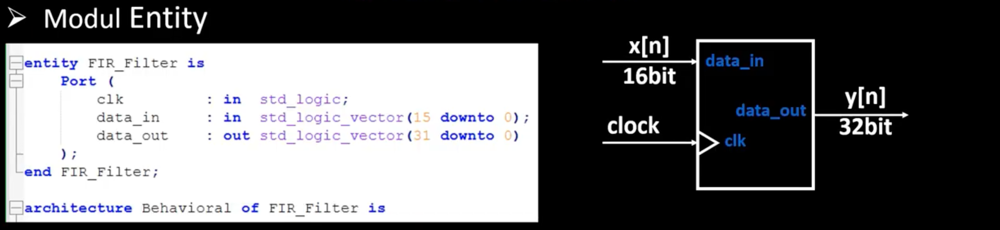 ➢ Modul Entity
entity FIR_Filter is
Port (
clk : in std_logic;
data_in : in std_logic_vector(15 downto 0);
data_out : out std_logic_vector(31 downto 0)
);
end FIR_Filter;
architecture Behavioral of FIR_Filter is
x[n]
16bit
data_in
clock
clk
data_out
y[n]
32bit